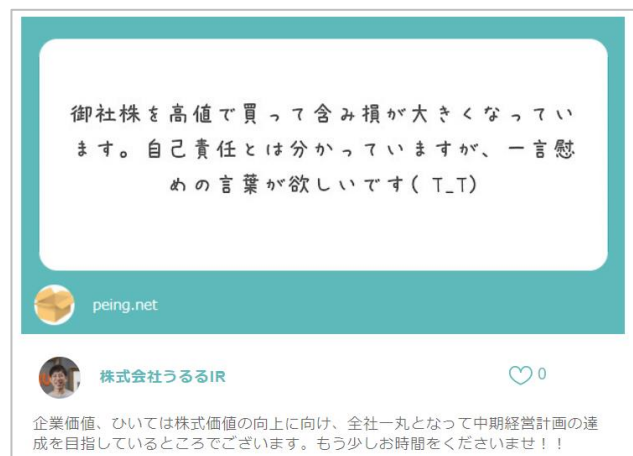 御社株を高値で買って含み損が大きくなってい
ます。自己責任とは分かっていますが、一言慰
めの言葉が欲しいです( T_T)
peing.net
株式会社うるるIR
0
企業価値、ひいては株式価値の向上に向け、全社一丸となって中期経営計画の達
成を目指しているところでございます。もう少しお時間をくださいませ！！